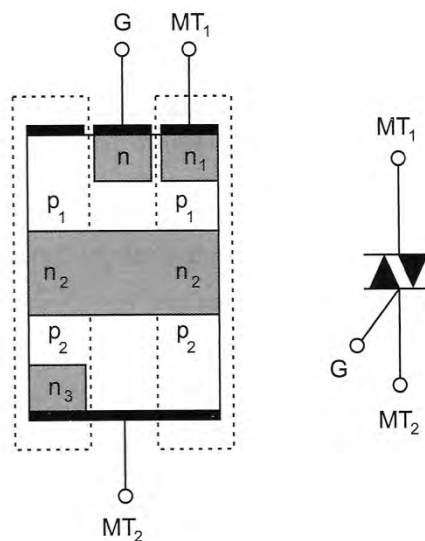 G MT₁
n n₁
p₁ p₁
n₂ n₂
p₂ p₂
n₃
MT₂
MT₁
G
MT₂